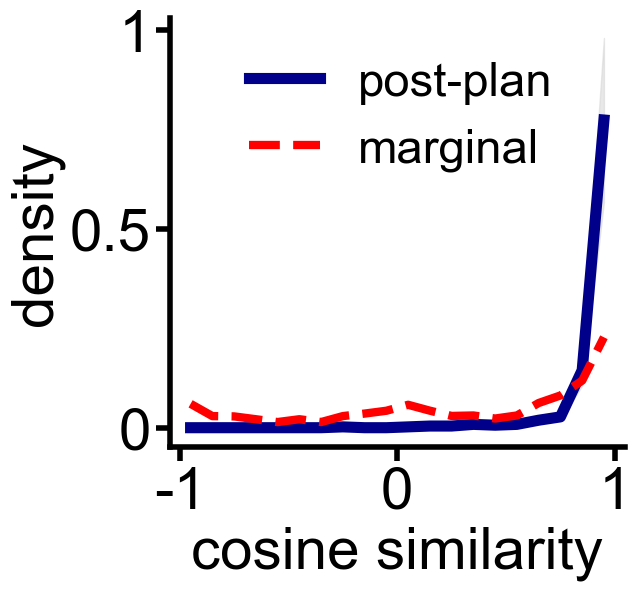 1
post-plan
marginal
density
0.5
0
-1
0
1
cosine similarity